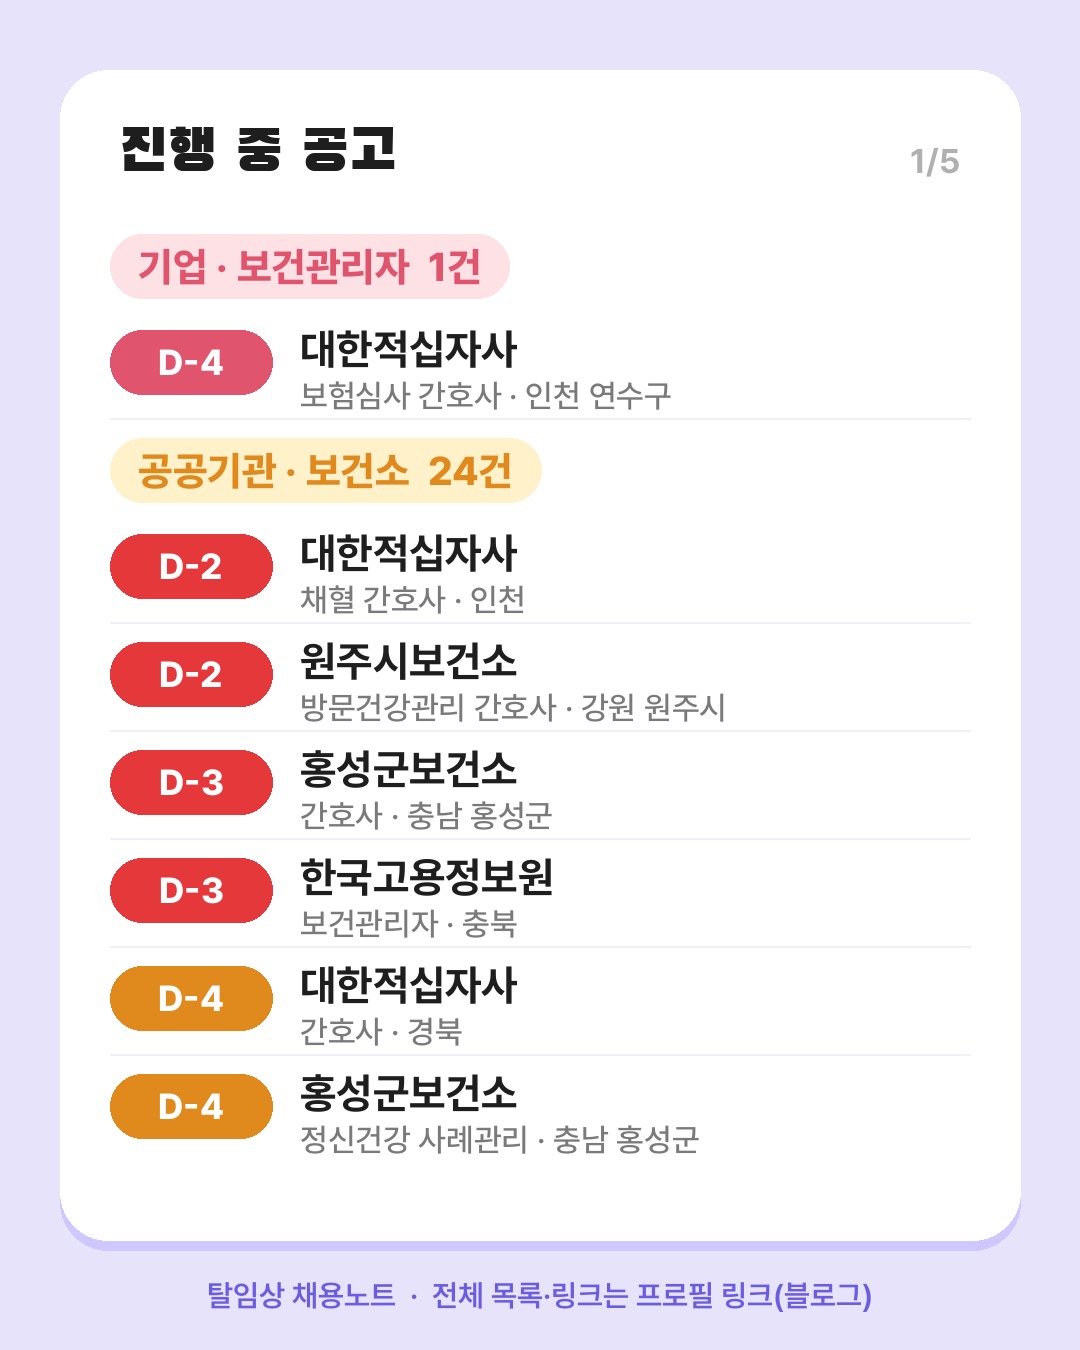 진행 중 공고
1/5
기업 · 보건관리자 1건
D-4
대한적십자사
보험심사 간호사 · 인천 연수구
공공기관 · 보건소 24건
D-2
대한적십자사
채혈 간호사 · 인천
D-2
원주시보건소
방문건강관리 간호사 · 강원 원주시
D-3
홍성군보건소
간호사 · 충남 홍성군
D-3
한국고용정보원
보건관리자 · 충북
D-4
대한적십자사
간호사 · 경북
D-4
홍성군보건소
정신건강 사례관리 · 충남 홍성군
탈임상 채용노트 · 전체 목록·링크는 프로필 링크(블로그)